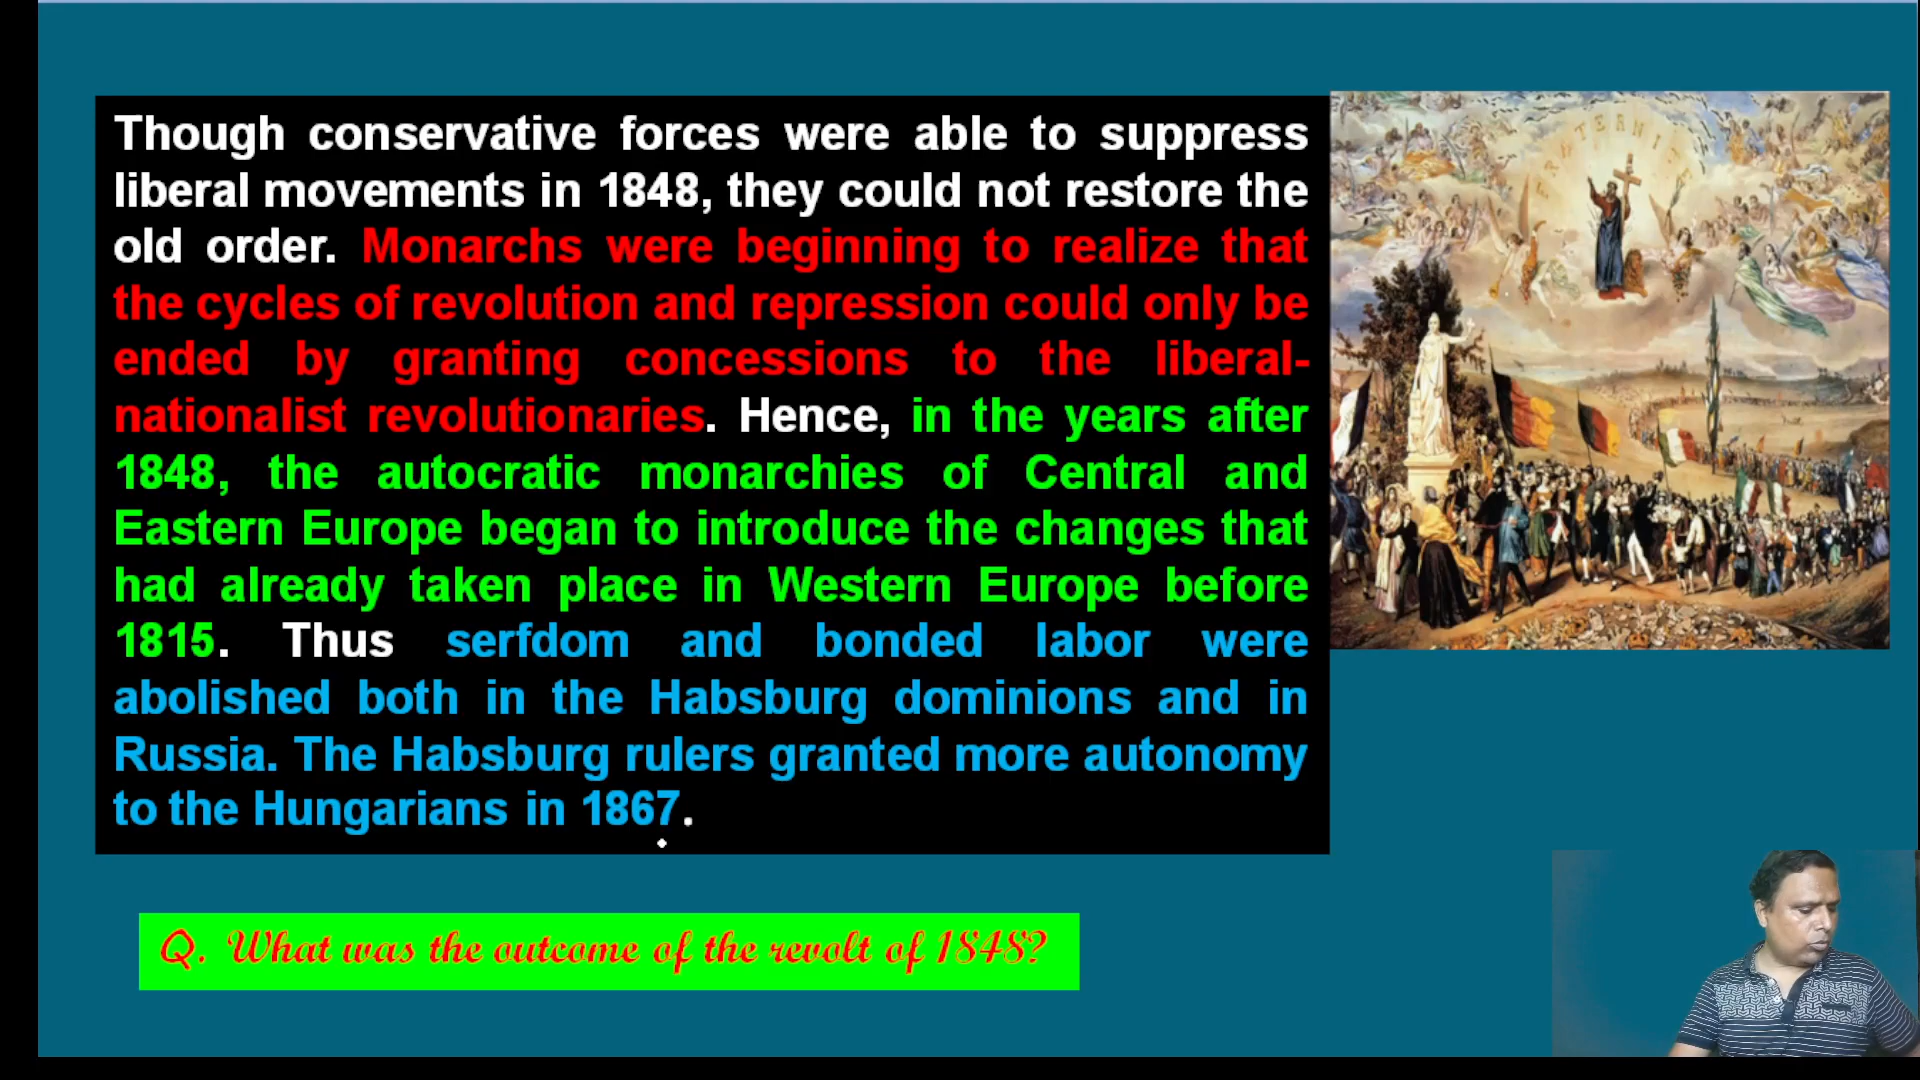 Though conservative forces were able to suppress
liberal movements in 1848, they could not restore the
old order. Monarchs were beginning to realize that
the cycles of revolution and repression could only be
ended by granting concessions to the liberal-
nationalist revolutionaries. Hence, in the years after
1848, the autocratic monarchies of Central and
Eastern Europe began to introduce the changes that
had already taken place in Western Europe before
1815. Thus serfdom and bonded labor were
abolished both in the Habsburg dominions and in
Russia. The Habsburg rulers granted more autonomy
to the Hungarians in 1867.
Q. What was the outcome of the revolt of 1848?